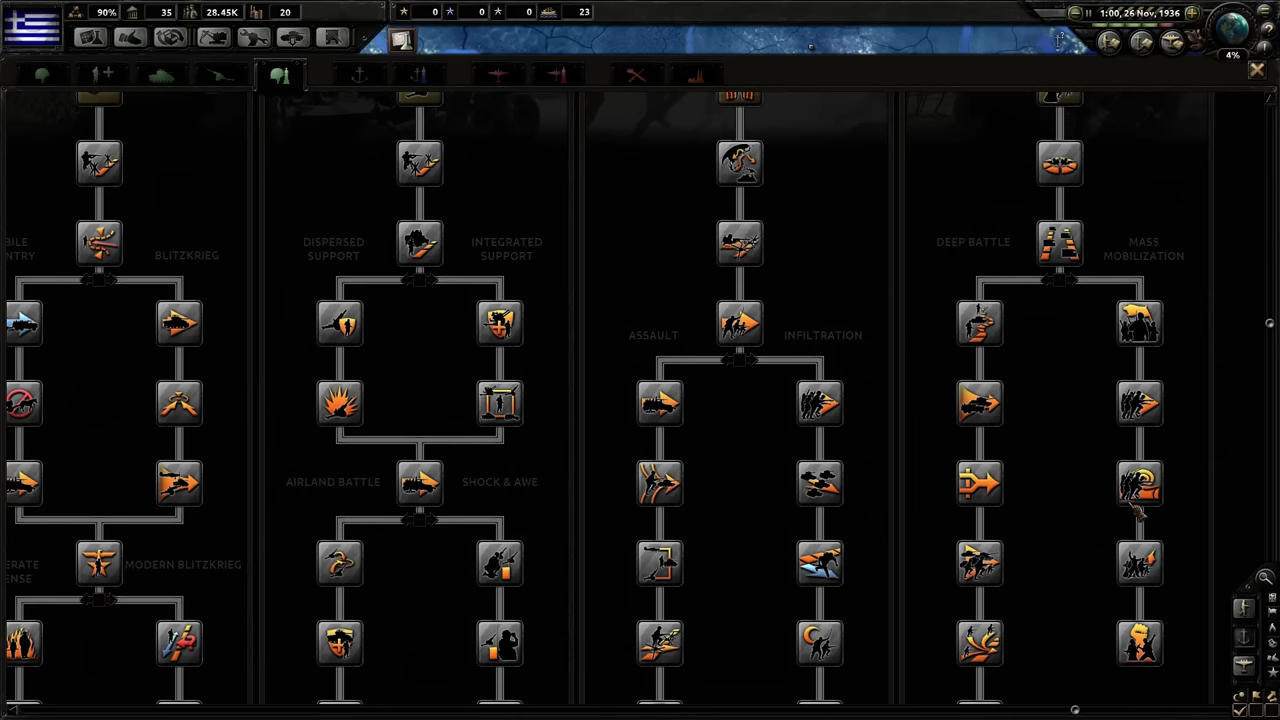 90% 35 28.45K 20 0 0 0 23 1:00, 26 Nov, 1936
4%
BILE
NTRY
BLITZKRIEG
DISPERSED
SUPPORT
INTEGRATED
SUPPORT
DEEP BATTLE
MASS
MOBILIZATION
ASSAULT
INFILTRATION
AIRLAND BATTLE
SHOCK & AWE
ERATE
ENSE
MODERN BLITZKRIEG